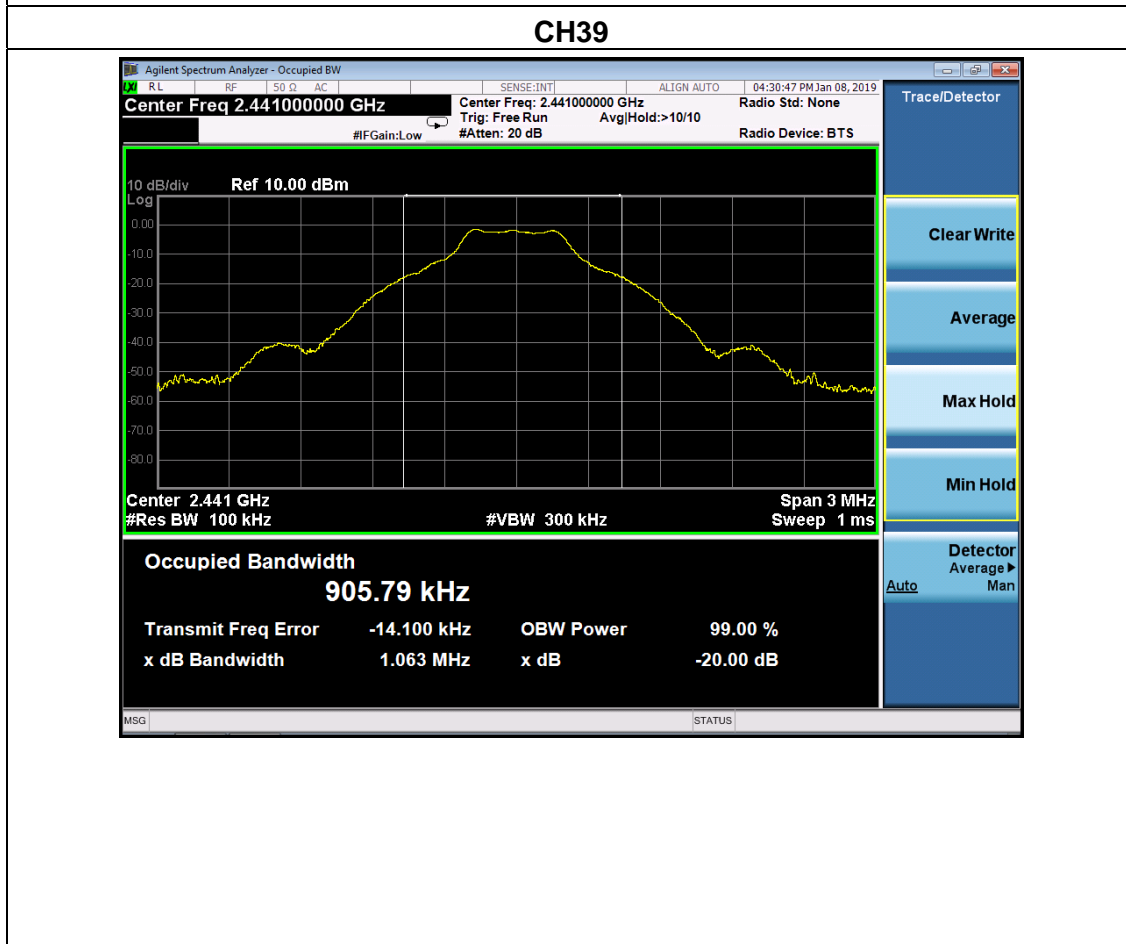 CH39
Agilent Spectrum Analyzer - Occupied BW
LXI RL RF 50 Ω AC SENSE:INT ALIGN AUTO 04:30:47 PM Jan 08, 2019
Center Freq 2.441000000 GHz
Center Freq: 2.441000000 GHz Radio Std: None
Trig: Free Run Avg|Hold:>10/10
#IFGain:Low #Atten: 20 dB Radio Device: BTS
10 dB/div Ref 10.00 dBm
Log
0.00
-10.0
-20.0
-30.0
-40.0
-50.0
-60.0
-70.0
-80.0
Center 2.441 GHz Span 3 MHz
#Res BW 100 kHz #VBW 300 kHz Sweep 1 ms
Occupied Bandwidth
905.79 kHz
Transmit Freq Error -14.100 kHz OBW Power 99.00 %
x dB Bandwidth 1.063 MHz x dB -20.00 dB
MSG STATUS
Trace/Detector
Clear Write
Average
Max Hold
Min Hold
Detector
Average▶
Auto Man